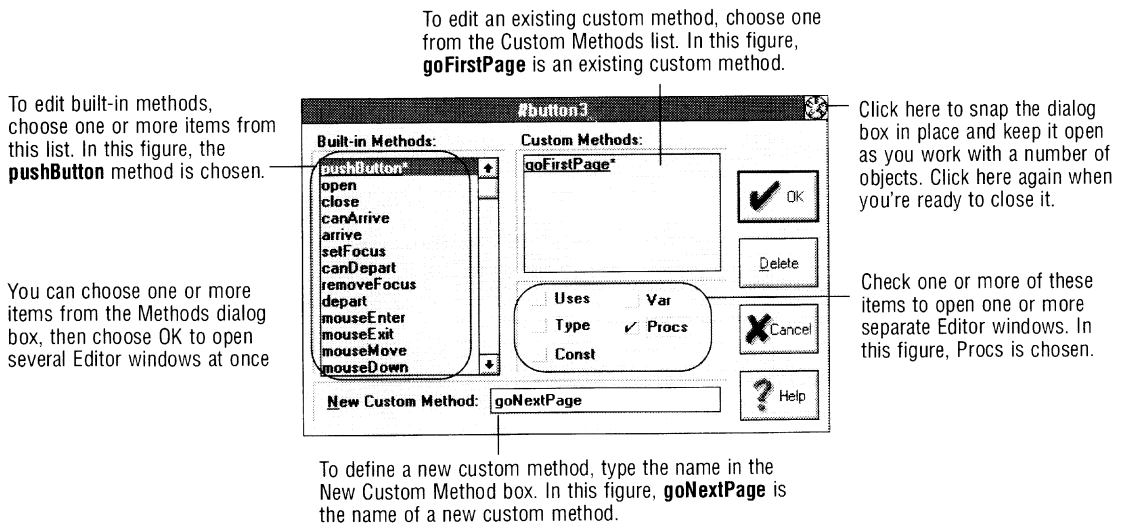 To edit an existing custom method, choose one
from the Custom Methods list. In this figure,
goFirstPage is an existing custom method.
To edit built-in methods,
choose one or more items from
this list. In this figure, the
pushButton method is chosen.
You can choose one or more
items from the Methods dialog
box, then choose OK to open
several Editor windows at once
#button3
Built-in Methods:
pushButton*
open
close
canArrive
arrive
setFocus
canDepart
removeFocus
depart
mouseEnter
mouseExit
mouseMove
mouseDown
Custom Methods:
goFirstPage*
Uses
Var
Type
Procs
Const
New Custom Method:
goNextPage
OK
Delete
Cancel
Help
Click here to snap the dialog
box in place and keep it open
as you work with a number of
objects. Click here again when
you're ready to close it.
Check one or more of these
items to open one or more
separate Editor windows. In
this figure, Procs is chosen.
To define a new custom method, type the name in the
New Custom Method box. In this figure, goNextPage is
the name of a new custom method.